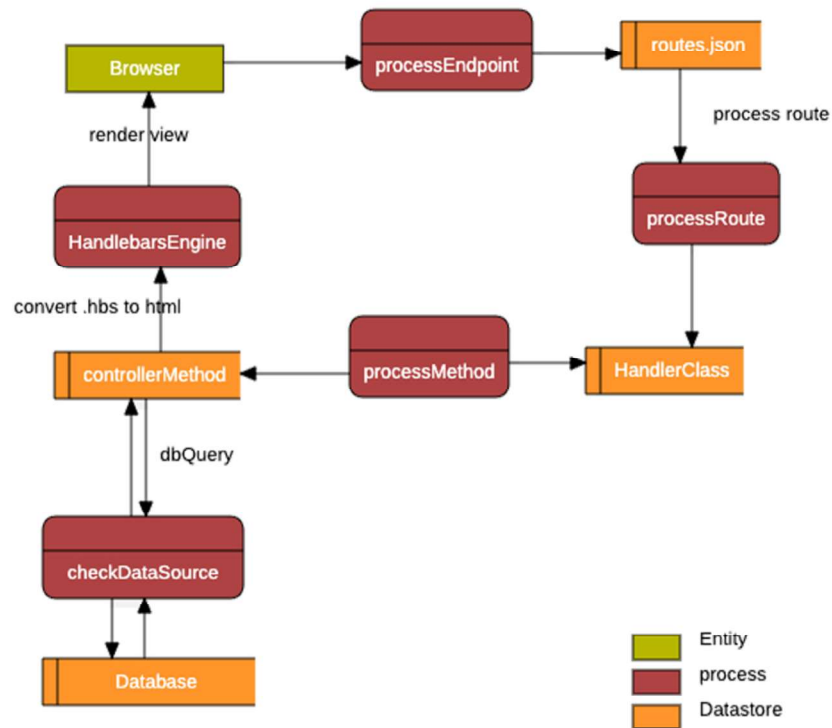 Browser
processEndpoint
routes.json
render view
process route
HandlebarsEngine
processRoute
convert .hbs to html
controllerMethod
processMethod
HandlerClass
dbQuery
checkDataSource
Database
Entity
process
Datastore